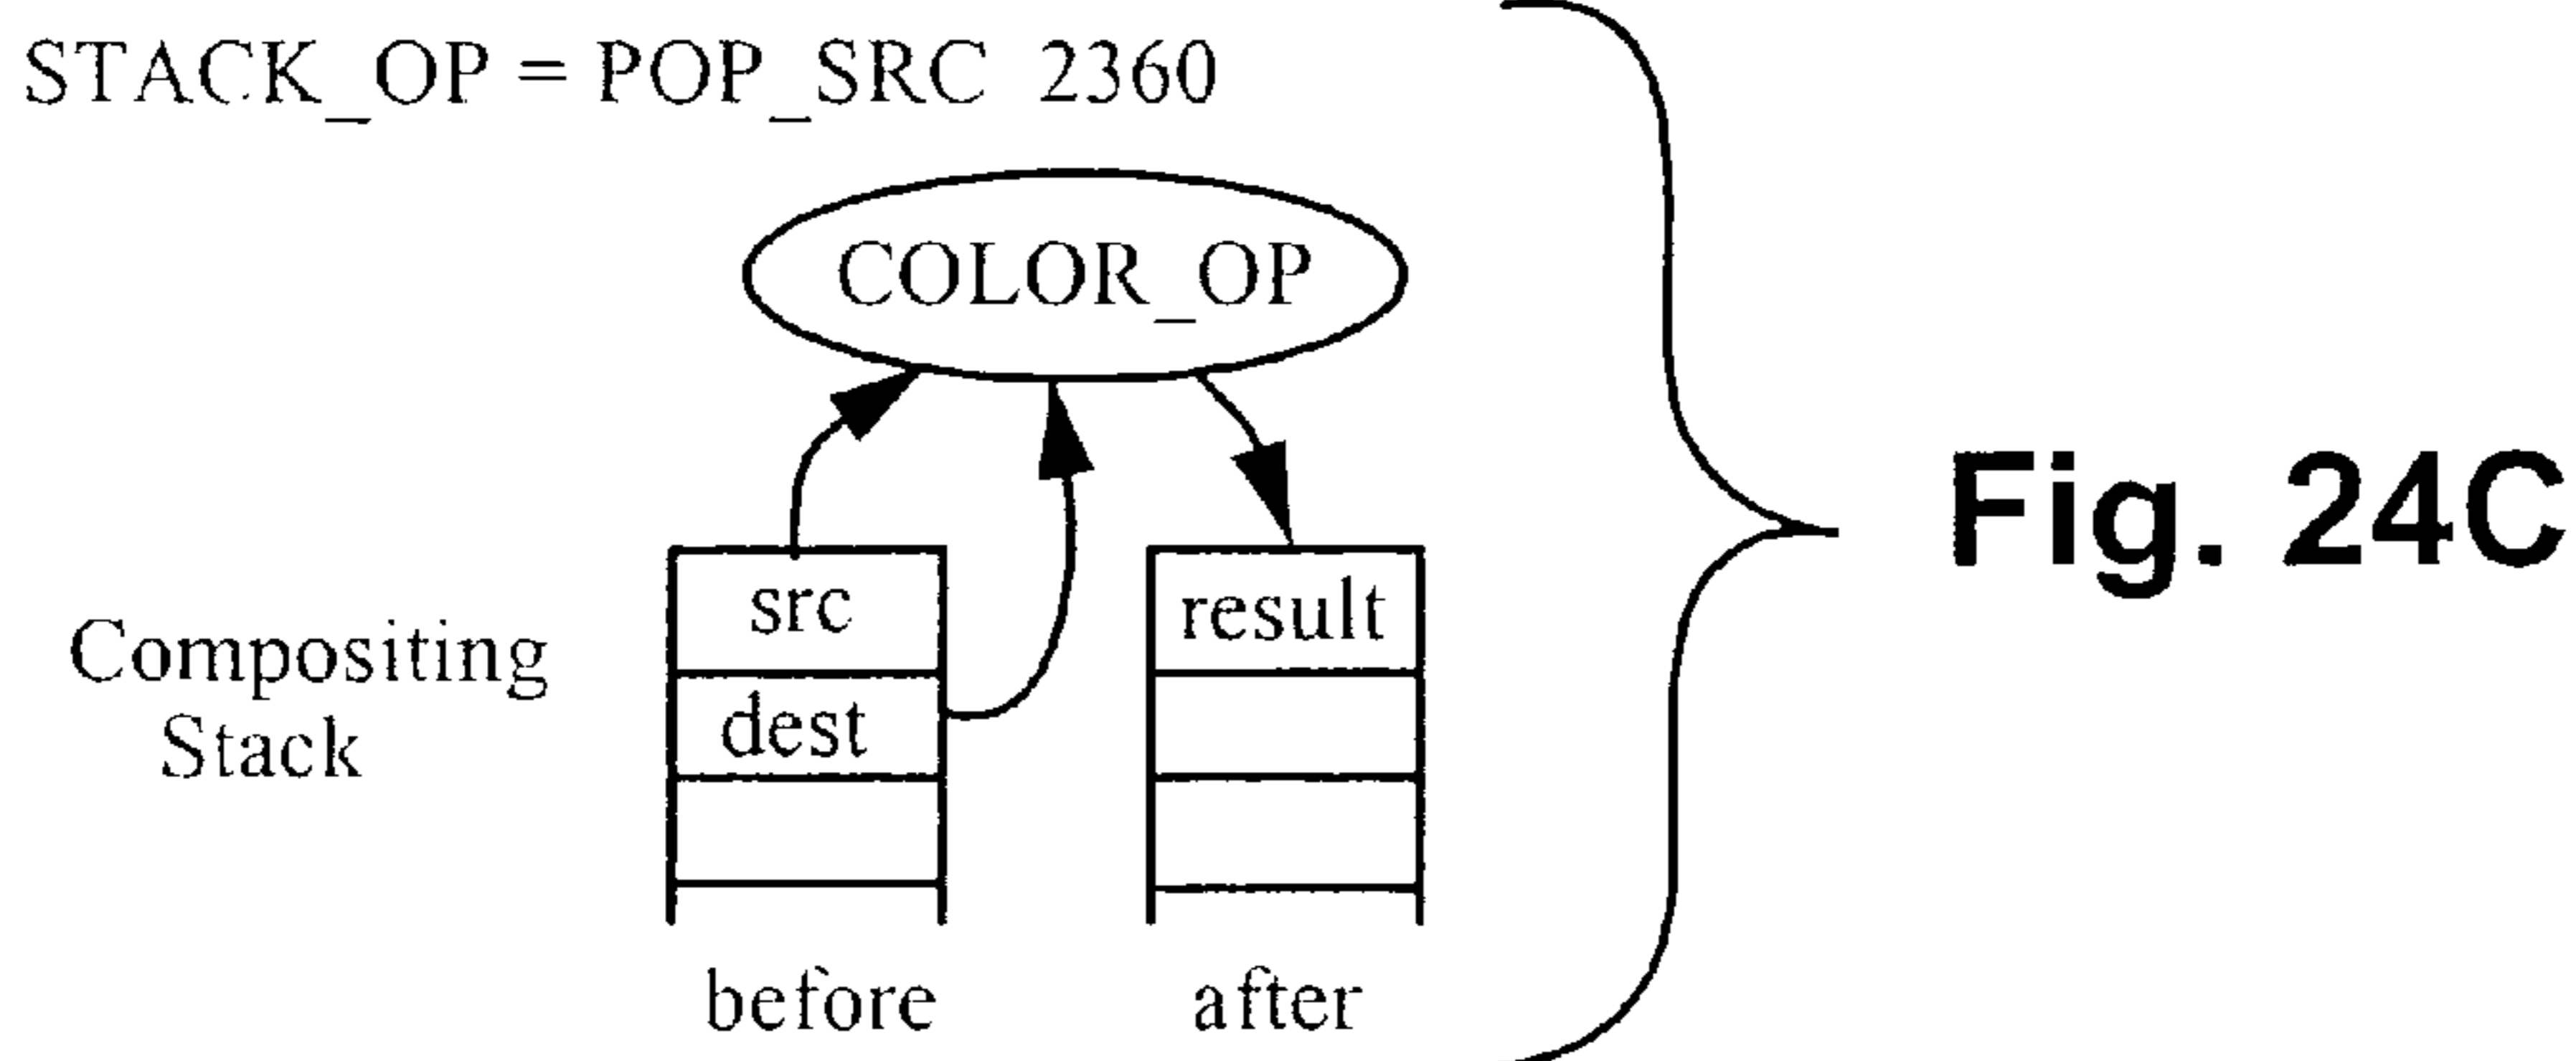 STACK_OP = POP_SRC 2360
COLOR_OP
src
result
dest
Compositing
Stack
before
after
Fig. 24C